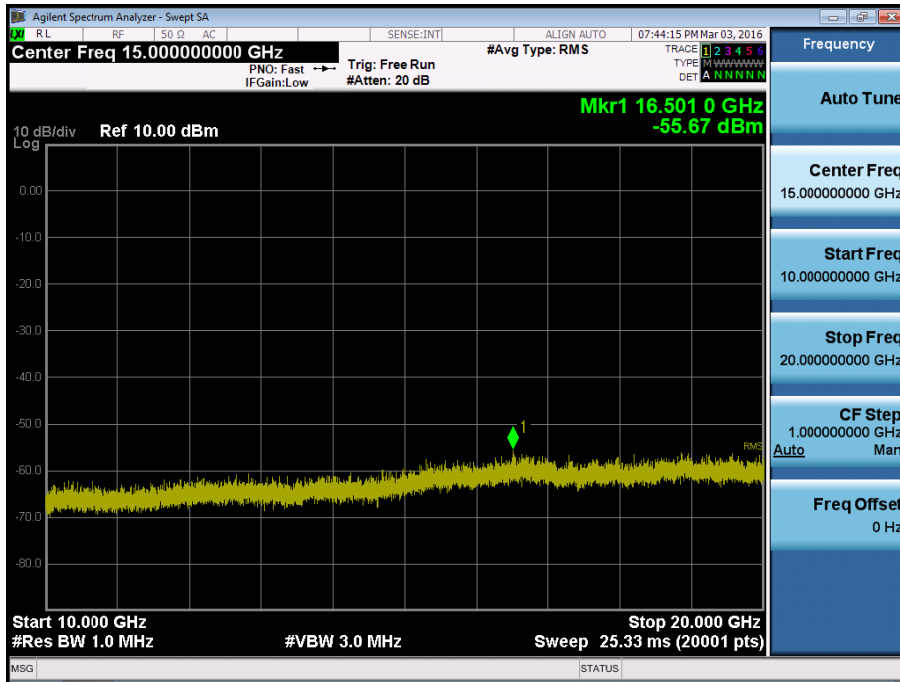 Agilent Spectrum Analyzer - Swept SA
LXI RL RF 50 Ω AC SENSE:INT ALIGN AUTO 07:44:15 PM Mar 03, 2016
Center Freq 15.000000000 GHz
PNO: Fast
IFGain:Low
Trig: Free Run
#Atten: 20 dB
#Avg Type: RMS
TRACE 1 2 3 4 5 6
TYPE M WWWWW
DET A N N N N N
Mkr1 16.501 0 GHz
-55.67 dBm
10 dB/div Ref 10.00 dBm
Log
0.00
-10.0
-20.0
-30.0
-40.0
-50.0
-60.0
-70.0
-80.0
1
RMS
Start 10.000 GHz Stop 20.000 GHz
#Res BW 1.0 MHz #VBW 3.0 MHz Sweep 25.33 ms (20001 pts)
MSG STATUS
Frequency
Auto Tune
Center Freq
15.000000000 GHz
Start Freq
10.000000000 GHz
Stop Freq
20.000000000 GHz
CF Step
1.000000000 GHz
Auto Man
Freq Offset
0 Hz